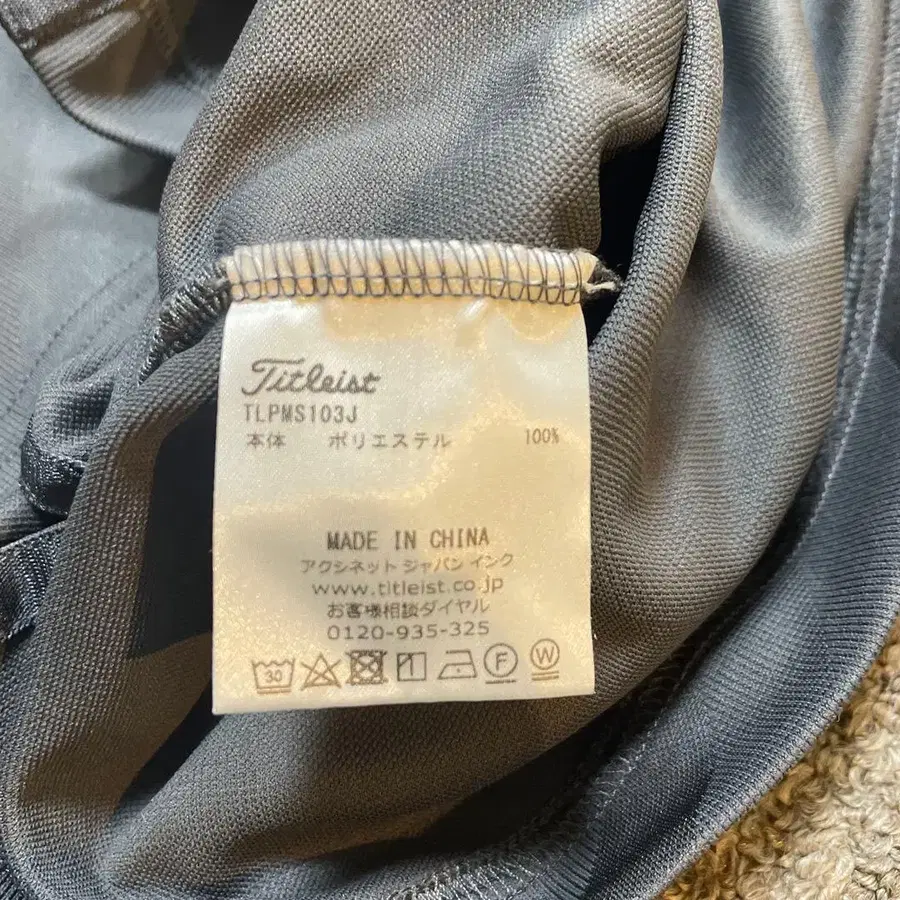 Titleist
TLPMS103J
本体 ポリエステル 100%
MADE IN CHINA
アクシネット ジャパン インク
www.titleist.co.jp
お客様相談ダイヤル
0120-935-325
30 F W